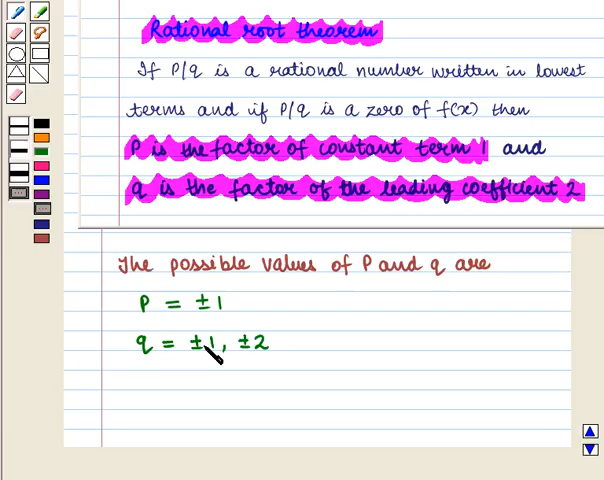 Rational root theorem
If P/q is a rational number written in lowest
terms and if P/q is a zero of f(x) then
P is the factor of constant term 1 and
q is the factor of the leading coefficient 2
The possible values of P and q are
P = ±1
q = ±1, ±2